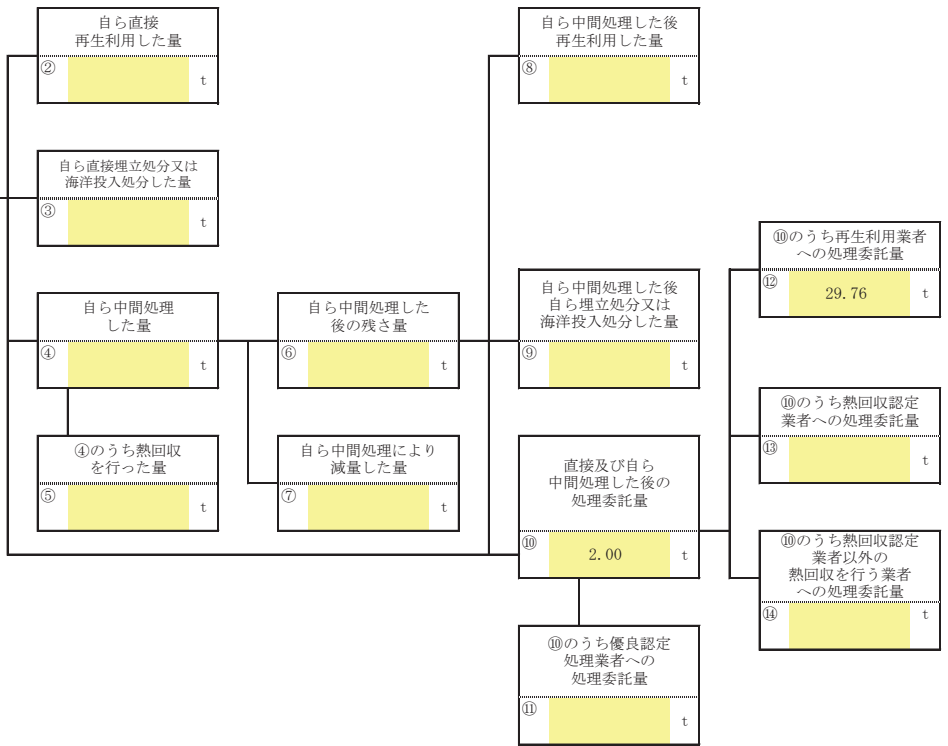 自ら直接
再生利用した量
②
t
自ら直接埋立処分又は
海洋投入処分した量
③
t
自ら中間処理
した量
④
t
④のうち熱回収
を行った量
⑤
t
自ら中間処理した
後の残さ量
⑥
t
自ら中間処理により
減量した量
⑦
t
自ら中間処理した後
再生利用した量
⑧
t
自ら中間処理した後
自ら埋立処分又は
海洋投入処分した量
⑨
t
直接及び自ら
中間処理した後の
処理委託量
⑩ 2.00 t
⑩のうち優良認定
処理業者への
処理委託量
⑪
t
⑩のうち再生利用業者
への処理委託量
⑫ 29.76 t
⑩のうち熱回収認定
業者への処理委託量
⑬
t
⑩のうち熱回収認定
業者以外の
熱回収を行う業者
への処理委託量
⑭
t